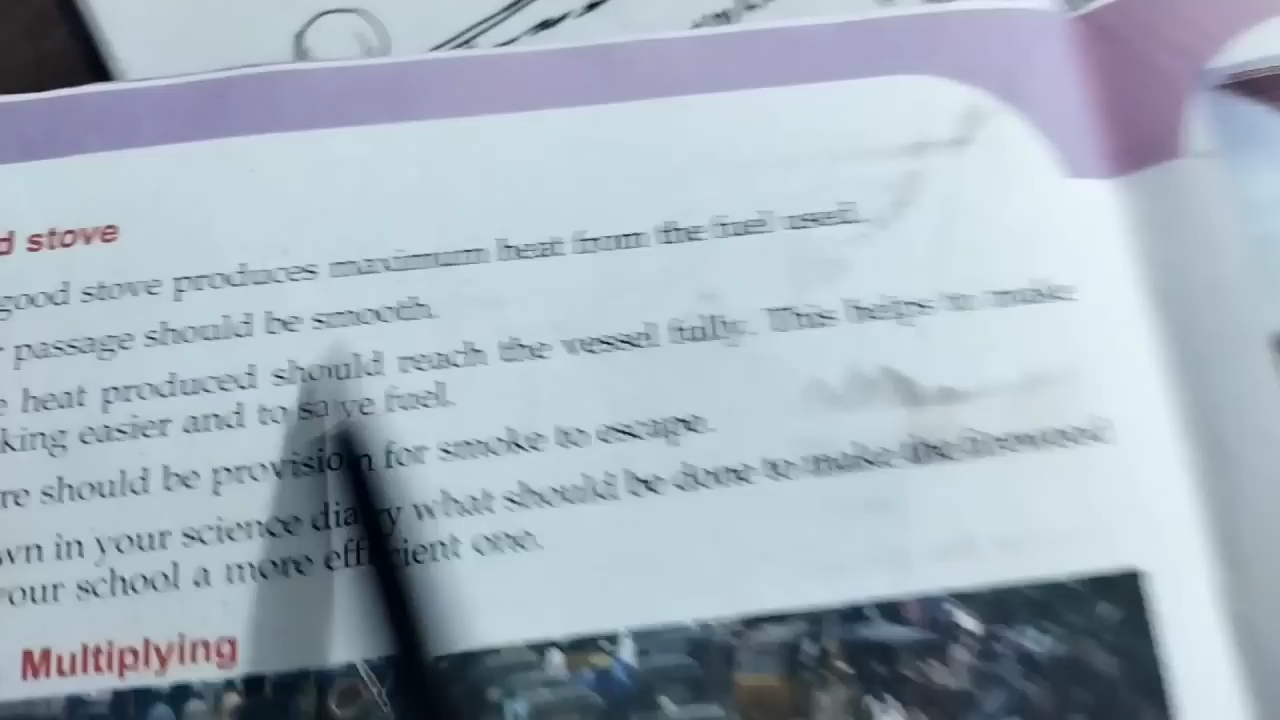 d stove
good stove produces maximum heat from the fuel used.
r passage should be smooth.
e heat produced should reach the vessel fully. This helps to make
king easier and to save fuel.
re should be provision for smoke to escape.
wn in your science diary what should be done to make the firewood
our school a more efficient one.
Multiplying